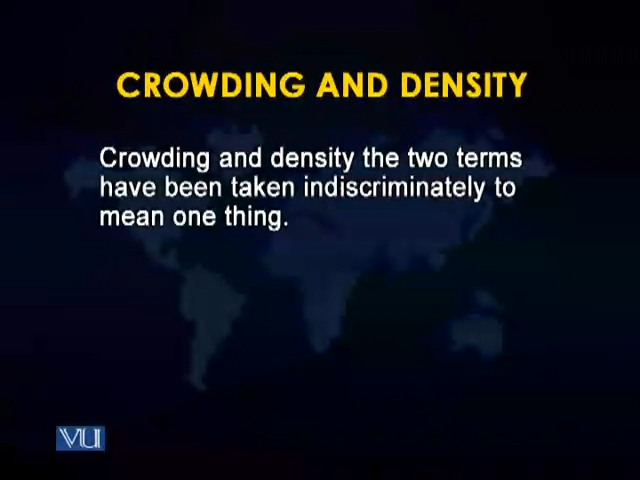 CROWDING AND DENSITY
Crowding and density the two terms
have been taken indiscriminately to
mean one thing.
VU